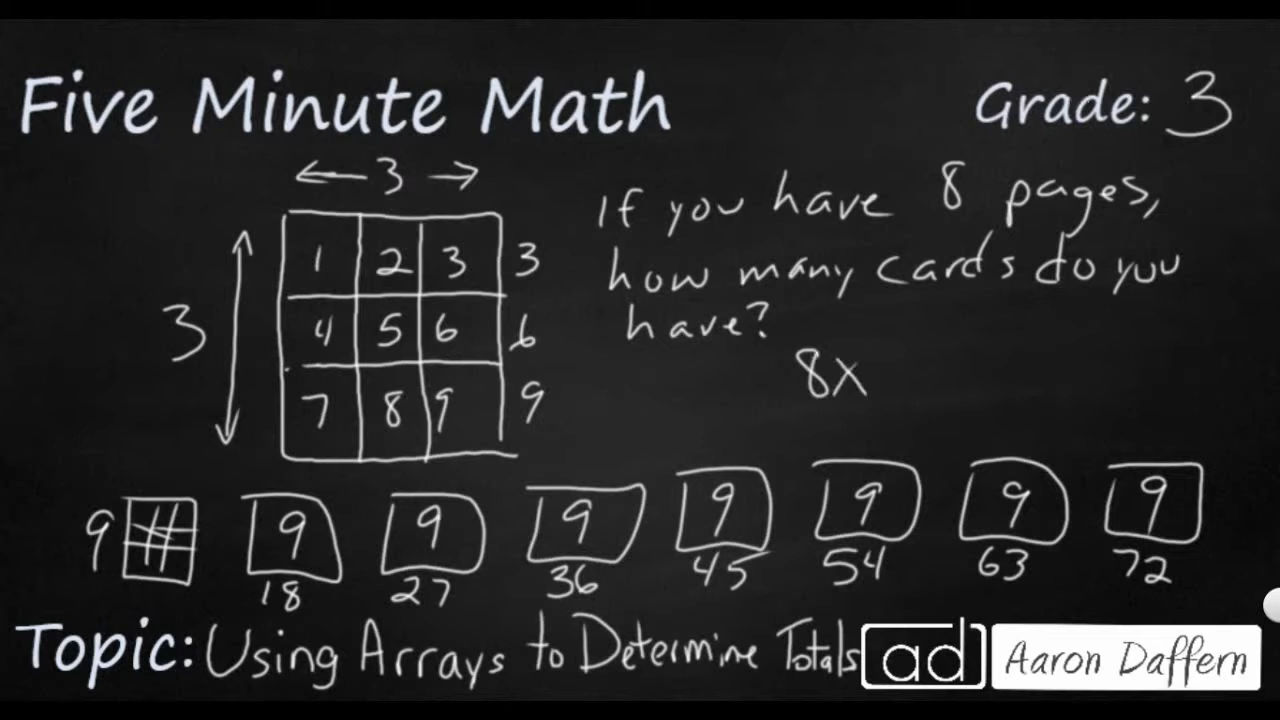 Five Minute Math
Grade: 3
← 3 →
3
1 2 3 3
4 5 6 6
7 8 9 9
If you have 8 pages,
how many cards do you
have?
8x
9 9 9 9 9 9 9 9
18 27 36 45 54 63 72
Topic: Using Arrays to Determine Totals
ad Aaron Daffern